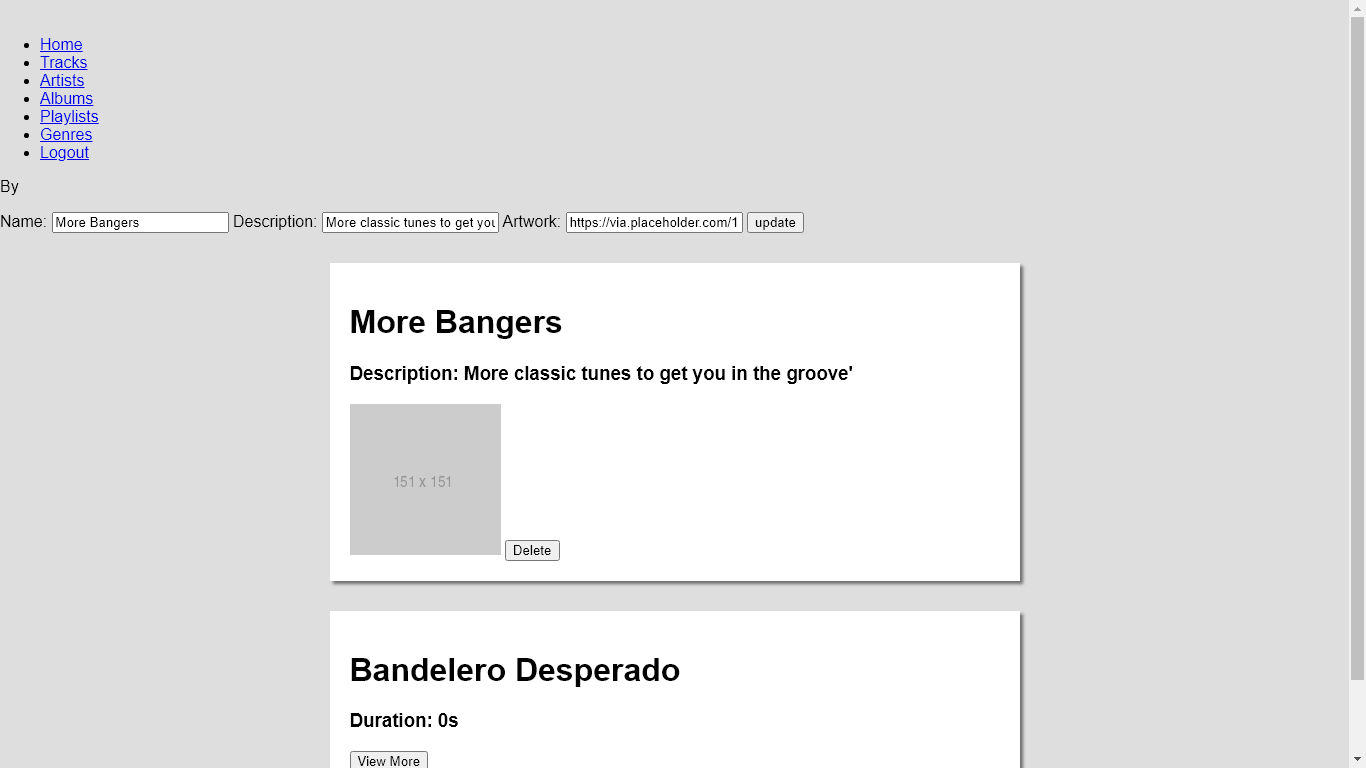 Home
Tracks
Artists
Albums
Playlists
Genres
Logout
By
Name: More Bangers Description: More classic tunes to get you Artwork: https://via.placeholder.com/1 update
More Bangers
Description: More classic tunes to get you in the groove'
151 x 151
Delete
Bandelero Desperado
Duration: 0s
View More